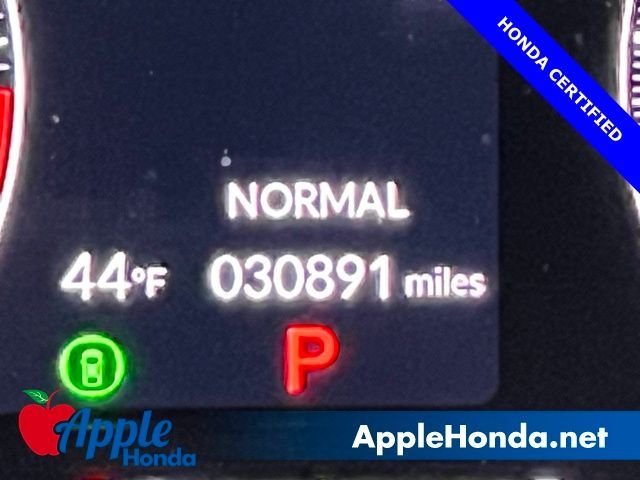 HONDA CERTIFIED
NORMAL
44°F 030891 miles
P
Apple
Honda
AppleHonda.net